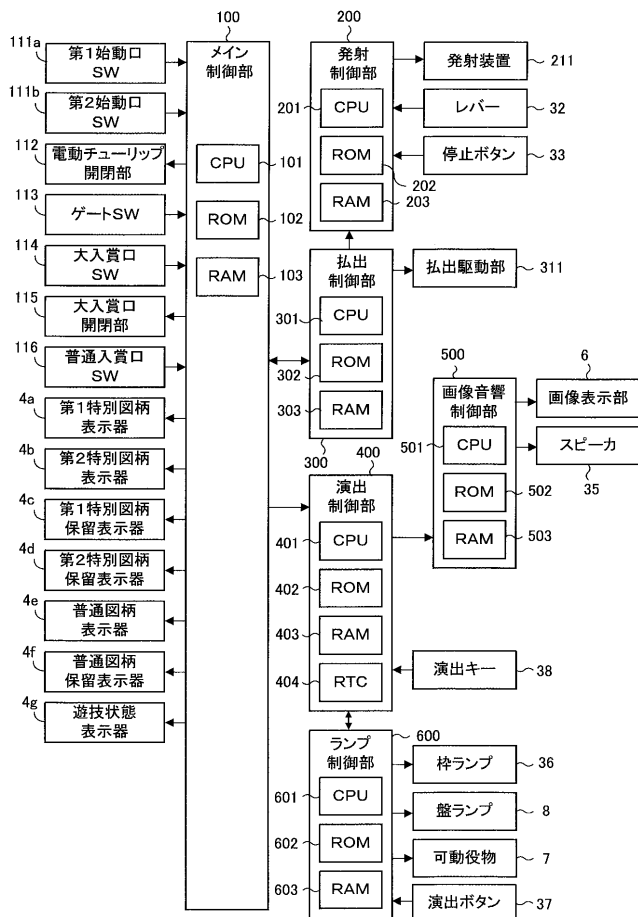 100
メイン
制御部
CPU
101
ROM
102
RAM
103
111a
第1始動口
SW
111b
第2始動口
SW
112
電動チューリップ
開閉部
113
ゲートSW
114
大入賞口
SW
115
大入賞口
開閉部
116
普通入賞口
SW
4a
第1特別図柄
表示器
4b
第2特別図柄
表示器
4c
第1特別図柄
保留表示器
4d
第2特別図柄
保留表示器
4e
普通図柄
表示器
4f
普通図柄
保留表示器
4g
遊技状態
表示器
200
発射
制御部
201
CPU
ROM
202
RAM
203
発射装置
211
レバー
32
停止ボタン
33
払出
制御部
301
CPU
302
ROM
303
RAM
300
払出駆動部
311
400
演出
制御部
401
CPU
402
ROM
403
RAM
404
RTC
演出キー
38
500
画像音響
制御部
501
CPU
ROM
502
RAM
503
6
画像表示部
スピーカ
35
600
ランプ
制御部
601
CPU
602
ROM
603
RAM
枠ランプ
36
盤ランプ
8
可動役物
7
演出ボタン
37